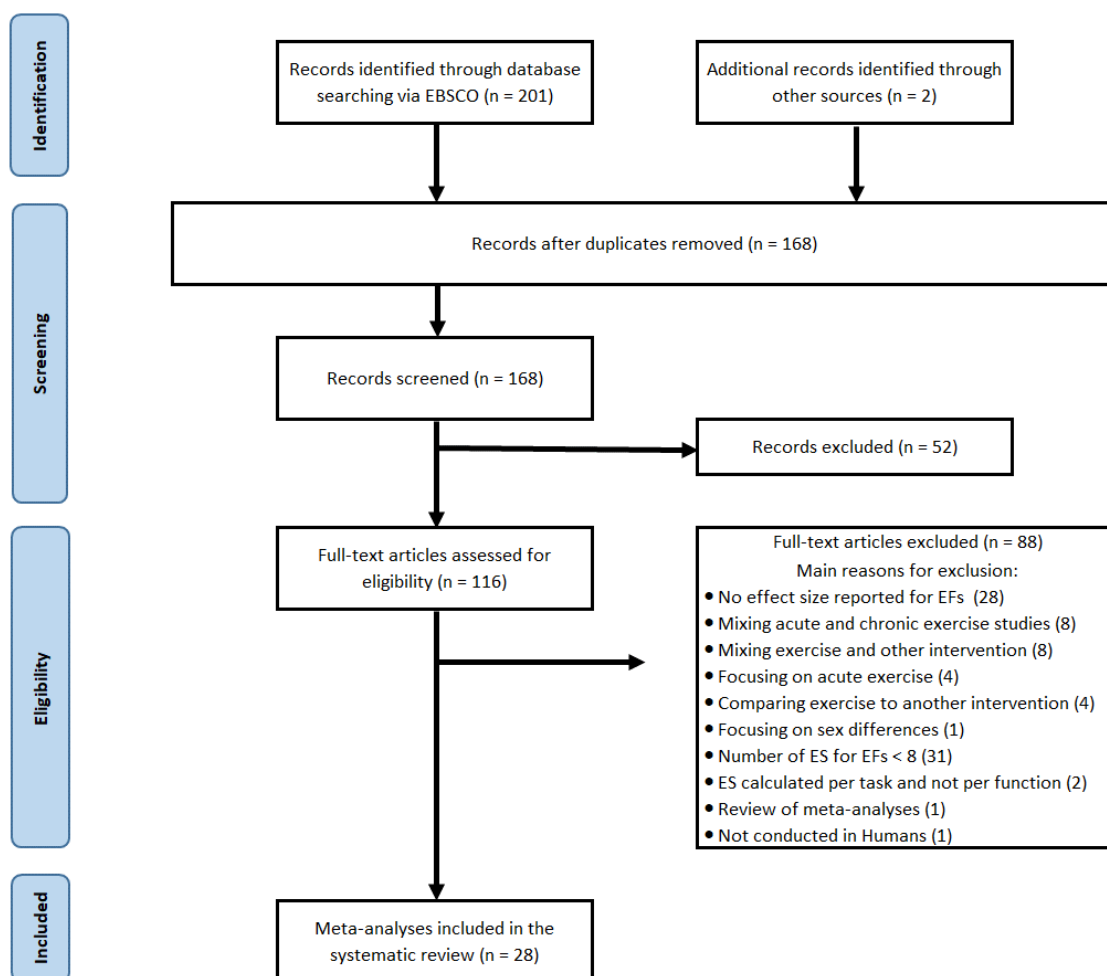 Identification
Records identified through database
searching via EBSCO (n = 201)
Additional records identified through
other sources (n = 2)
Screening
Records after duplicates removed (n = 168)
Records screened (n = 168)
Records excluded (n = 52)
Eligibility
Full-text articles assessed for
eligibility (n = 116)
Full-text articles excluded (n = 88)
Main reasons for exclusion:
• No effect size reported for EFs (28)
• Mixing acute and chronic exercise studies (8)
• Mixing exercise and other intervention (8)
• Focusing on acute exercise (4)
• Comparing exercise to another intervention (4)
• Focusing on sex differences (1)
• Number of ES for EFs < 8 (31)
• ES calculated per task and not per function (2)
• Review of meta-analyses (1)
• Not conducted in Humans (1)
Included
Meta-analyses included in the
systematic review (n = 28)